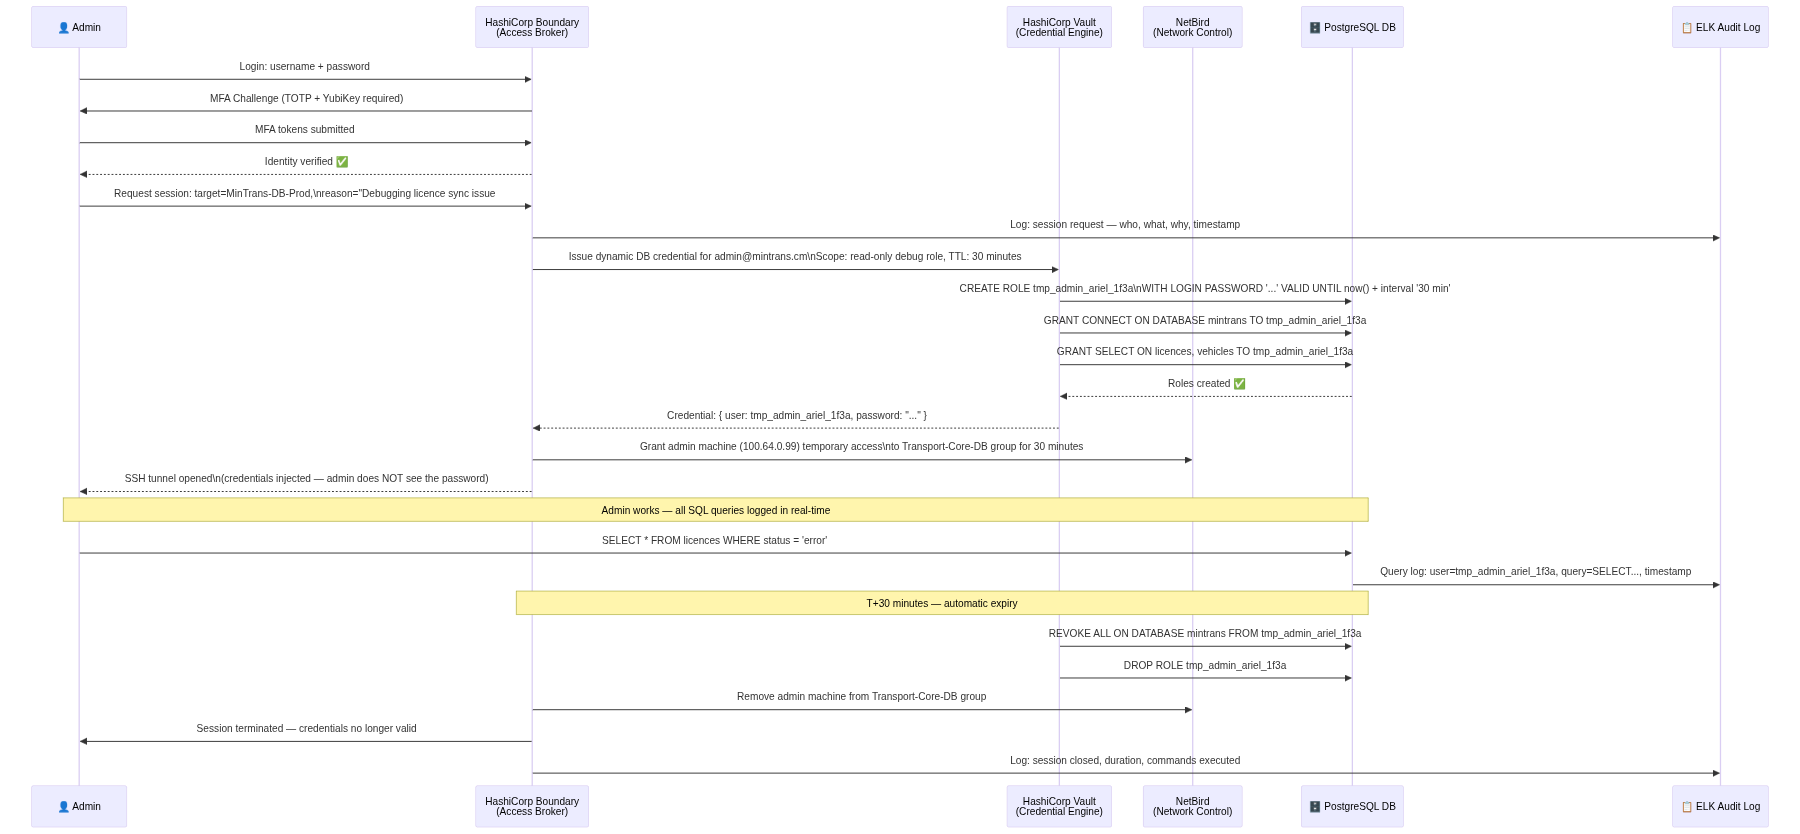 👤 Admin
HashiCorp Boundary
(Access Broker)
HashiCorp Vault
(Credential Engine)
NetBird
(Network Control)
🗄️ PostgreSQL DB
📋 ELK Audit Log
Login: username + password
MFA Challenge (TOTP + YubiKey required)
MFA tokens submitted
Identity verified ✅
Request session: target=MinTrans-DB-Prod,\nreason="Debugging licence sync issue
Log: session request — who, what, why, timestamp
Issue dynamic DB credential for admin@mintrans.cm\nScope: read-only debug role, TTL: 30 minutes
CREATE ROLE tmp_admin_ariel_1f3a\nWITH LOGIN PASSWORD '...' VALID UNTIL now() + interval '30 min'
GRANT CONNECT ON DATABASE mintrans TO tmp_admin_ariel_1f3a
GRANT SELECT ON licences, vehicles TO tmp_admin_ariel_1f3a
Roles created ✅
Credential: { user: tmp_admin_ariel_1f3a, password: "..." }
Grant admin machine (100.64.0.99) temporary access\nto Transport-Core-DB group for 30 minutes
SSH tunnel opened\n(credentials injected — admin does NOT see the password)
Admin works — all SQL queries logged in real-time
SELECT * FROM licences WHERE status = 'error'
Query log: user=tmp_admin_ariel_1f3a, query=SELECT..., timestamp
T+30 minutes — automatic expiry
REVOKE ALL ON DATABASE mintrans FROM tmp_admin_ariel_1f3a
DROP ROLE tmp_admin_ariel_1f3a
Remove admin machine from Transport-Core-DB group
Session terminated — credentials no longer valid
Log: session closed, duration, commands executed
👤 Admin
HashiCorp Boundary
(Access Broker)
HashiCorp Vault
(Credential Engine)
NetBird
(Network Control)
🗄️ PostgreSQL DB
📋 ELK Audit Log